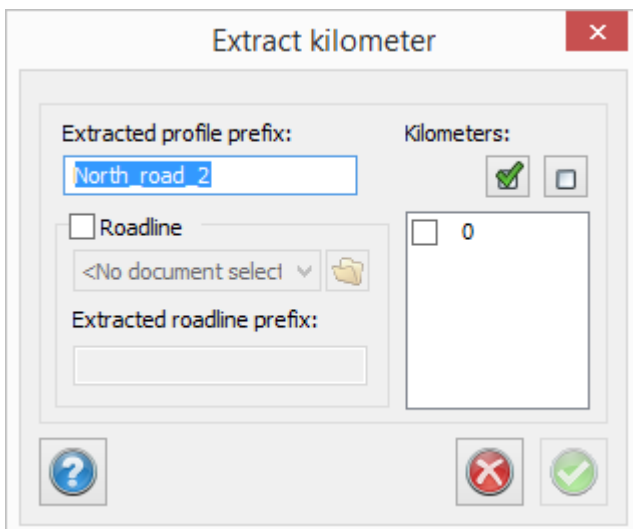 Extract kilometer
Extracted profile prefix:
North_road_2
Kilometers:
Roadline
<No document select
Extracted roadline prefix:
0